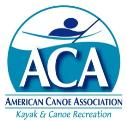 ACA
AMERICAN CANOE ASSOCIATION
Kayak & Canoe Recreation